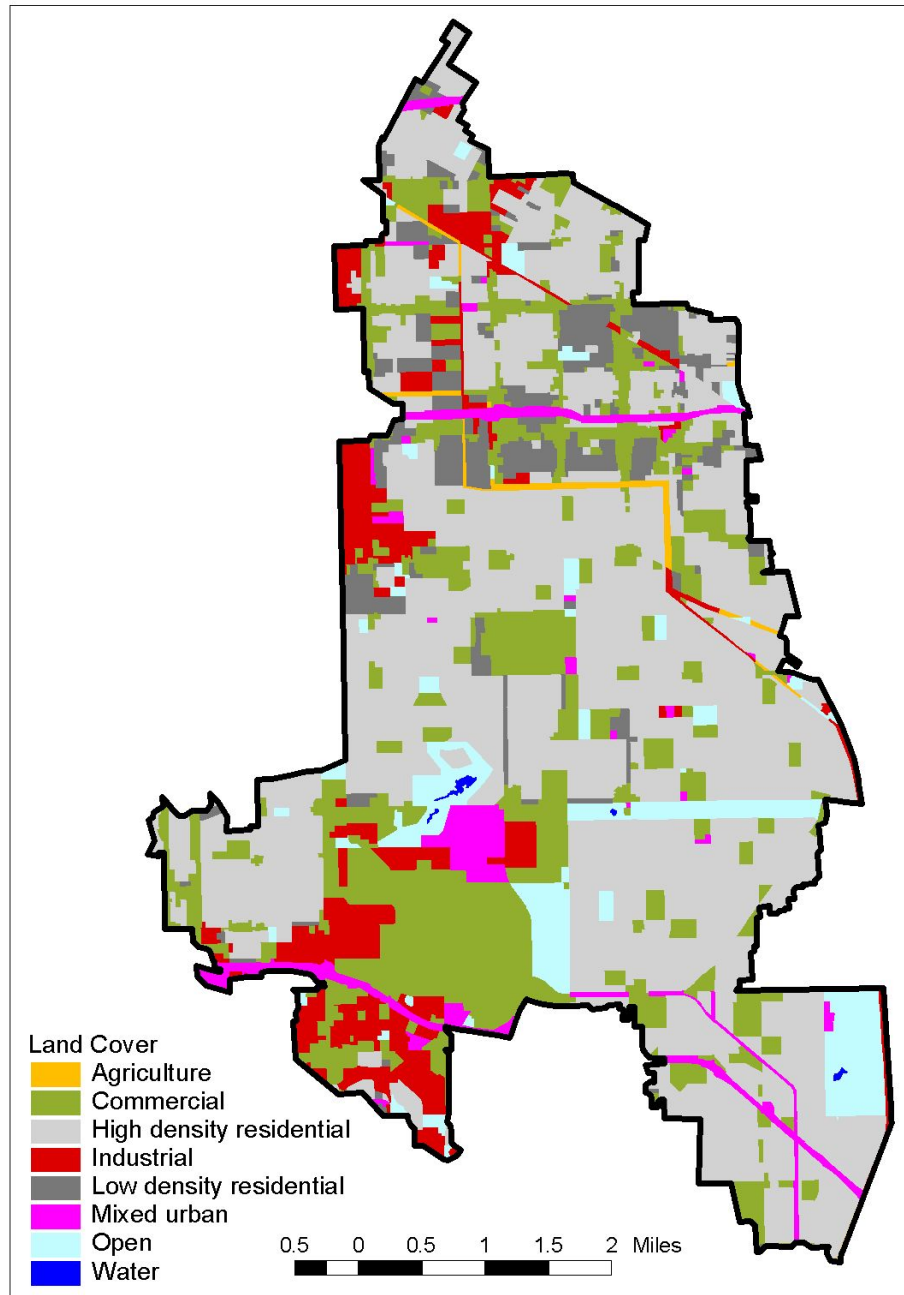 Land Cover
Agriculture
Commercial
High density residential
Industrial
Low density residential
Mixed urban
Open
Water
0.5 0 0.5 1 1.5 2 Miles